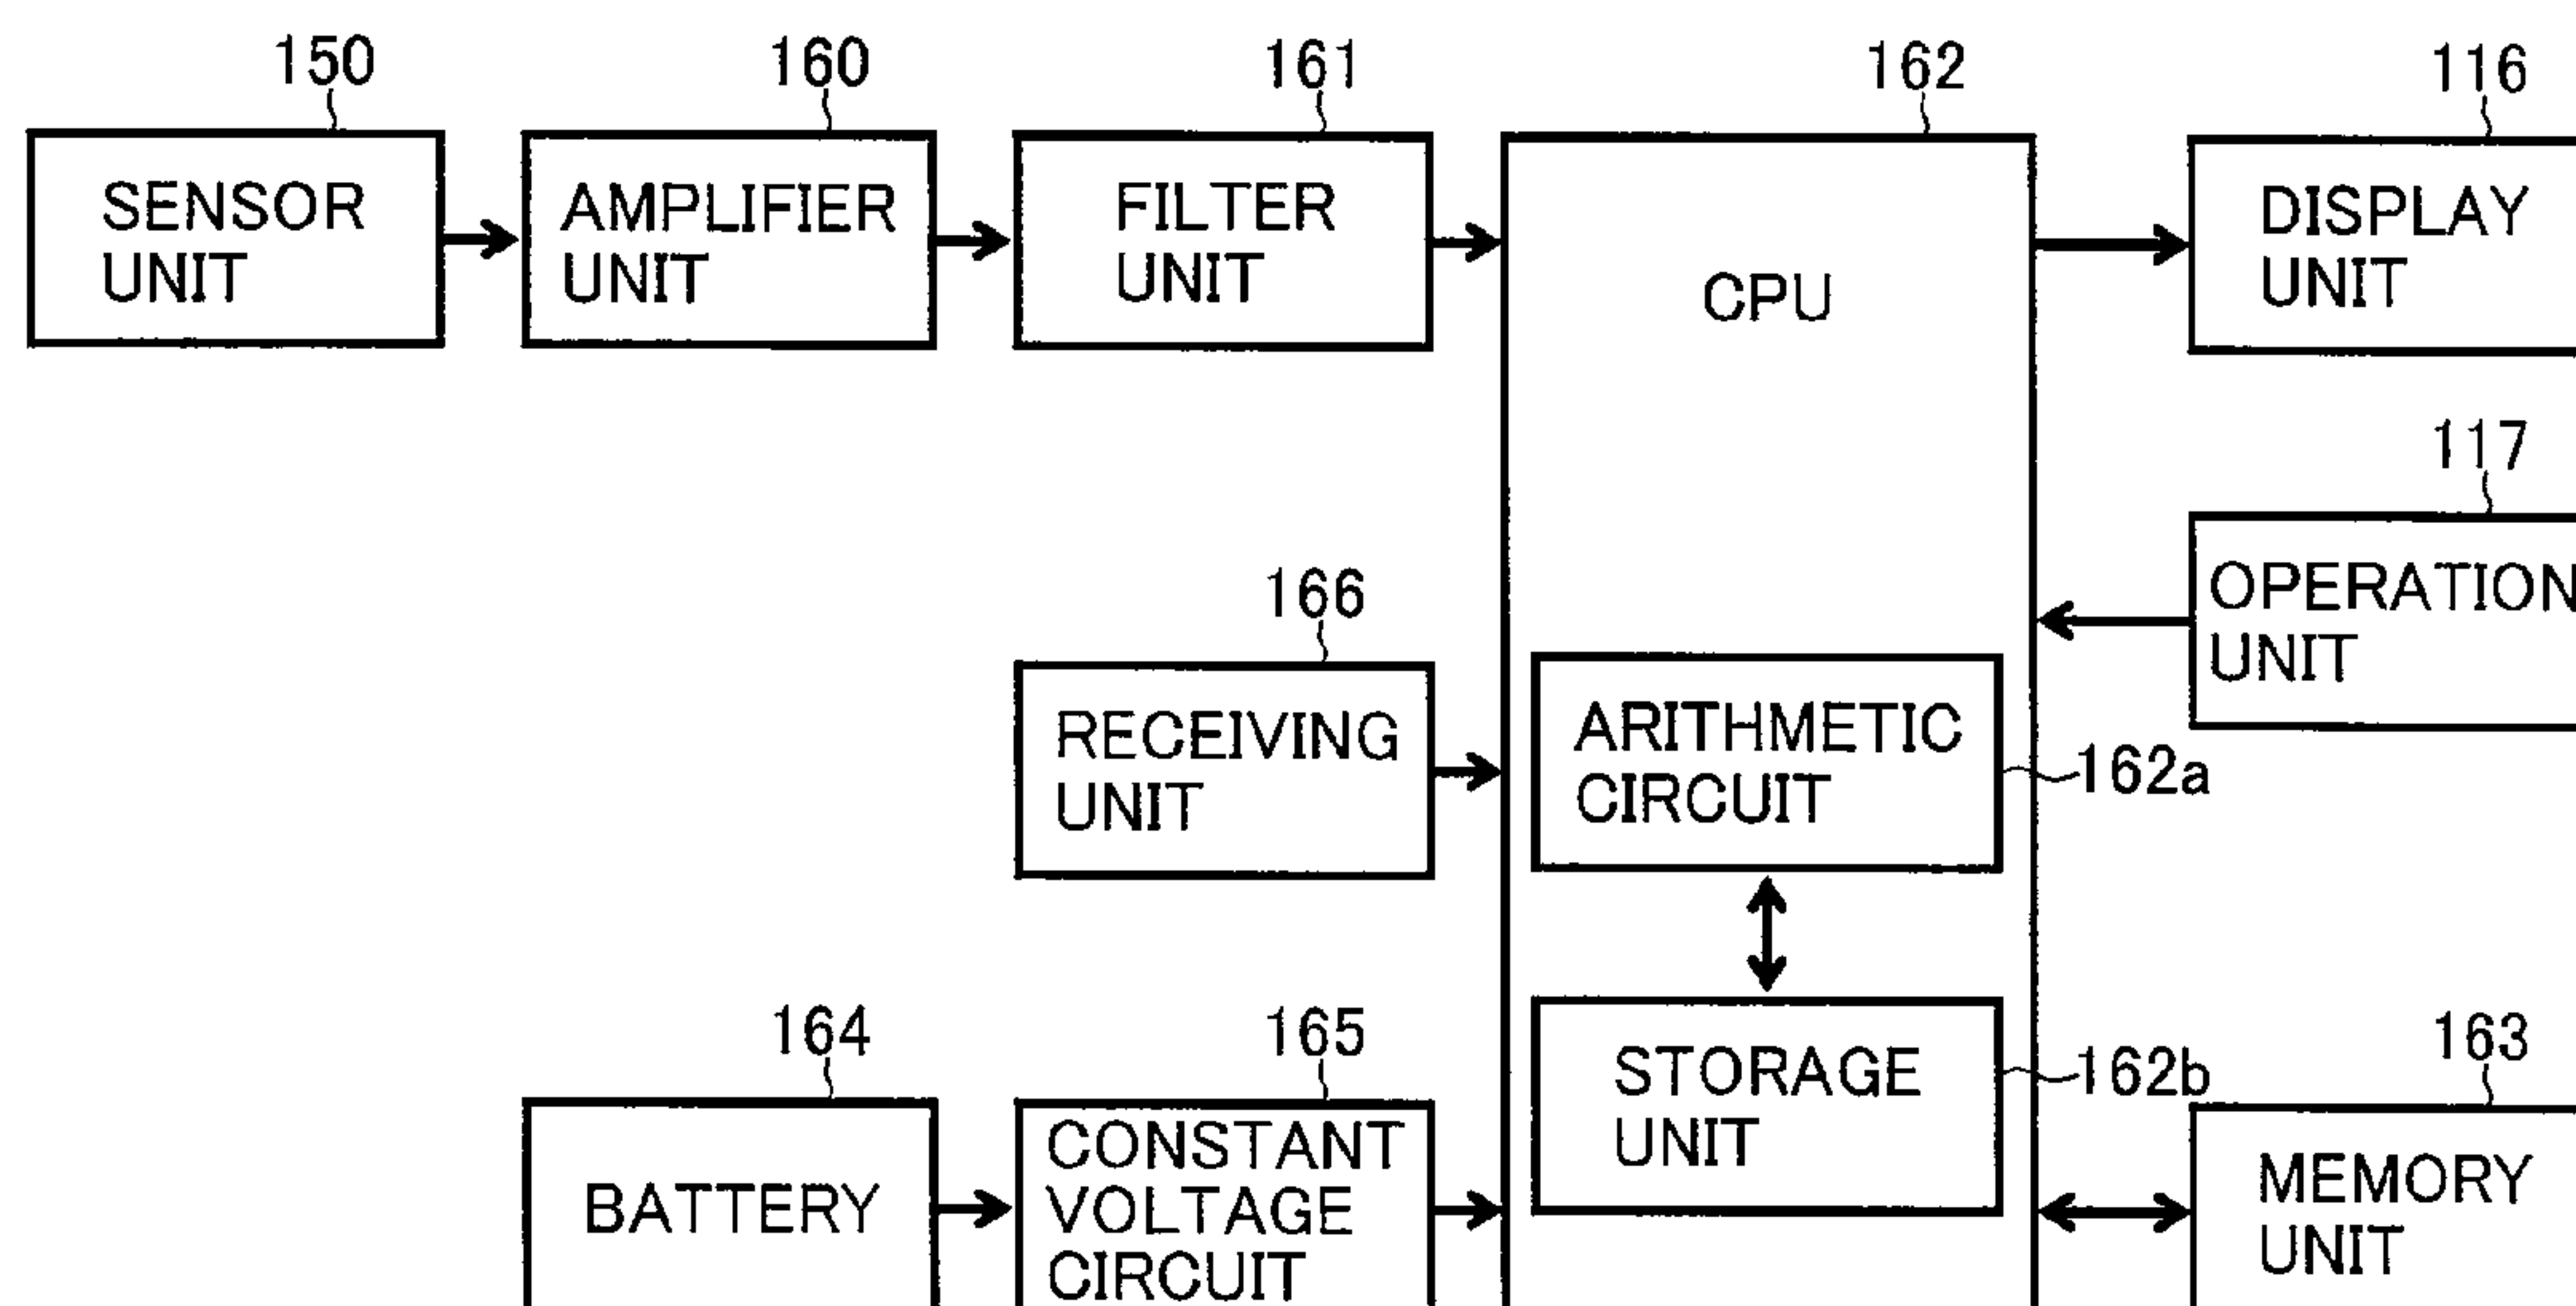 150
SENSOR
UNIT
160
AMPLIFIER
UNIT
161
FILTER
UNIT
162
CPU
116
DISPLAY
UNIT
117
OPERATION
UNIT
166
RECEIVING
UNIT
ARITHMETIC
CIRCUIT
162a
164
BATTERY
165
CONSTANT
VOLTAGE
CIRCUIT
STORAGE
UNIT
162b
163
MEMORY
UNIT